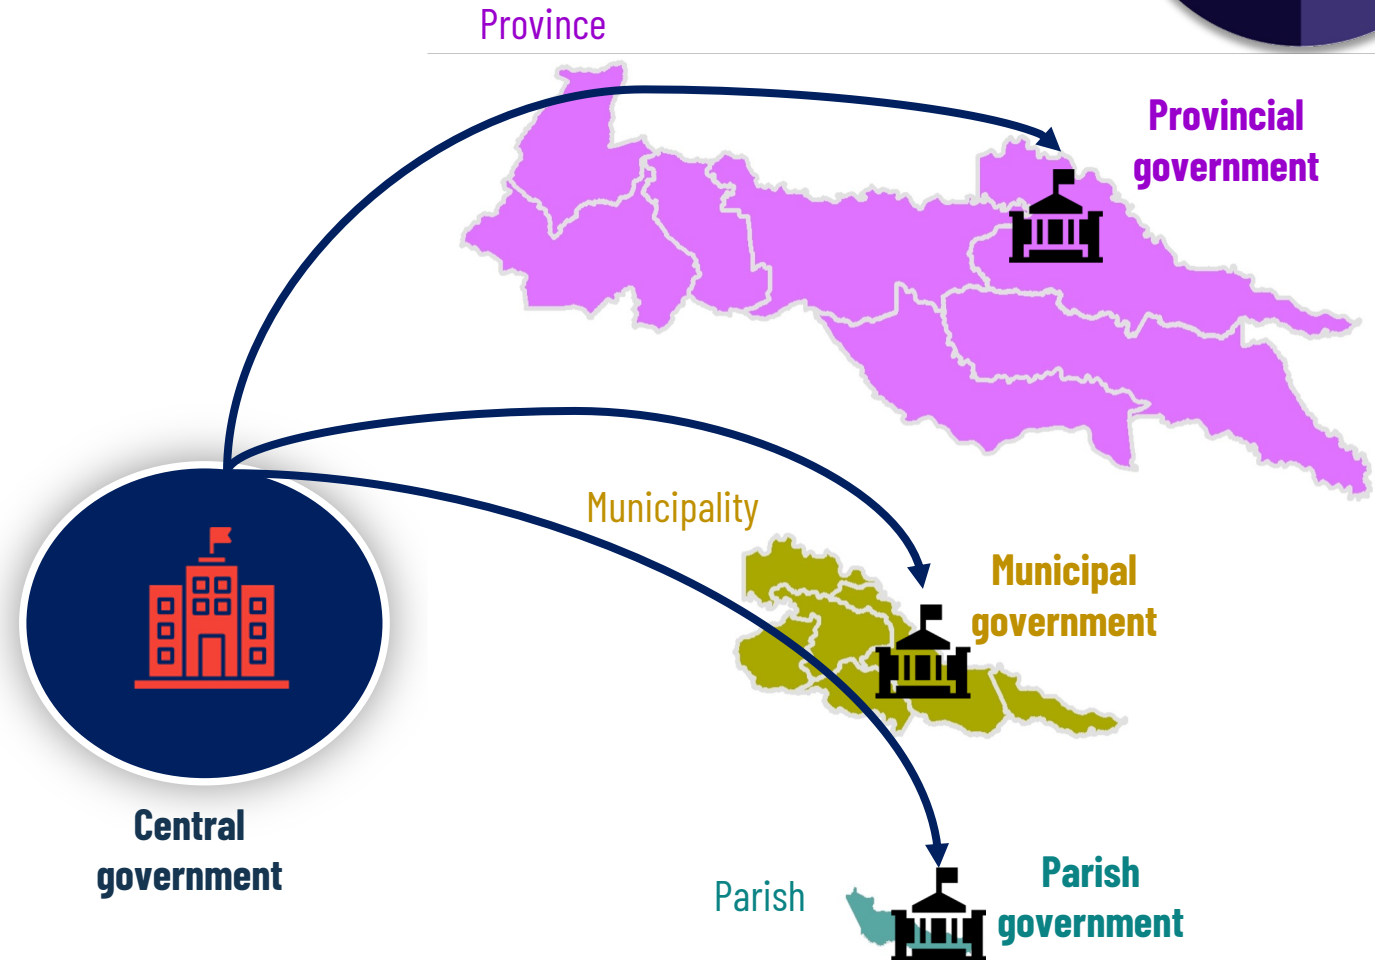 Province
Provincial
government
Municipality
Municipal
government
Central
government
Parish
Parish
government